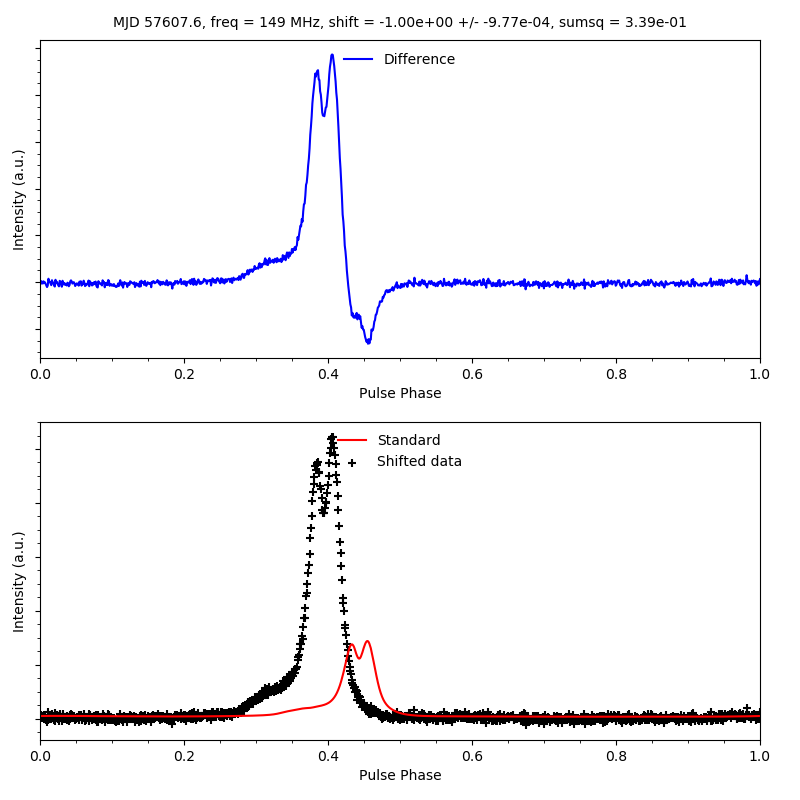 MJD 57607.6, freq = 149 MHz, shift = -1.00e+00 +/- -9.77e-04, sumsq = 3.39e-01
Difference
Intensity (a.u.)
0.0 0.2 0.4 0.6 0.8 1.0
Pulse Phase
Standard
Shifted data
Intensity (a.u.)
0.0 0.2 0.4 0.6 0.8 1.0
Pulse Phase